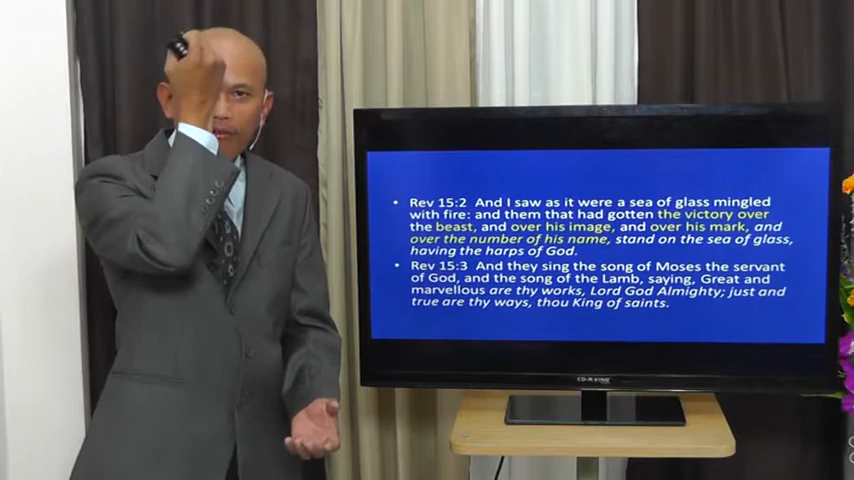 • Rev 15:2 And I saw as it were a sea of glass mingled
with fire: and them that had gotten the victory over
the beast, and over his image, and over his mark, and
over the number of his name, stand on the sea of glass,
having the harps of God.
• Rev 15:3 And they sing the song of Moses the servant
of God, and the song of the Lamb, saying, Great and
marvellous are thy works, Lord God Almighty; just and
true are thy ways, thou King of saints.
CD-R KING